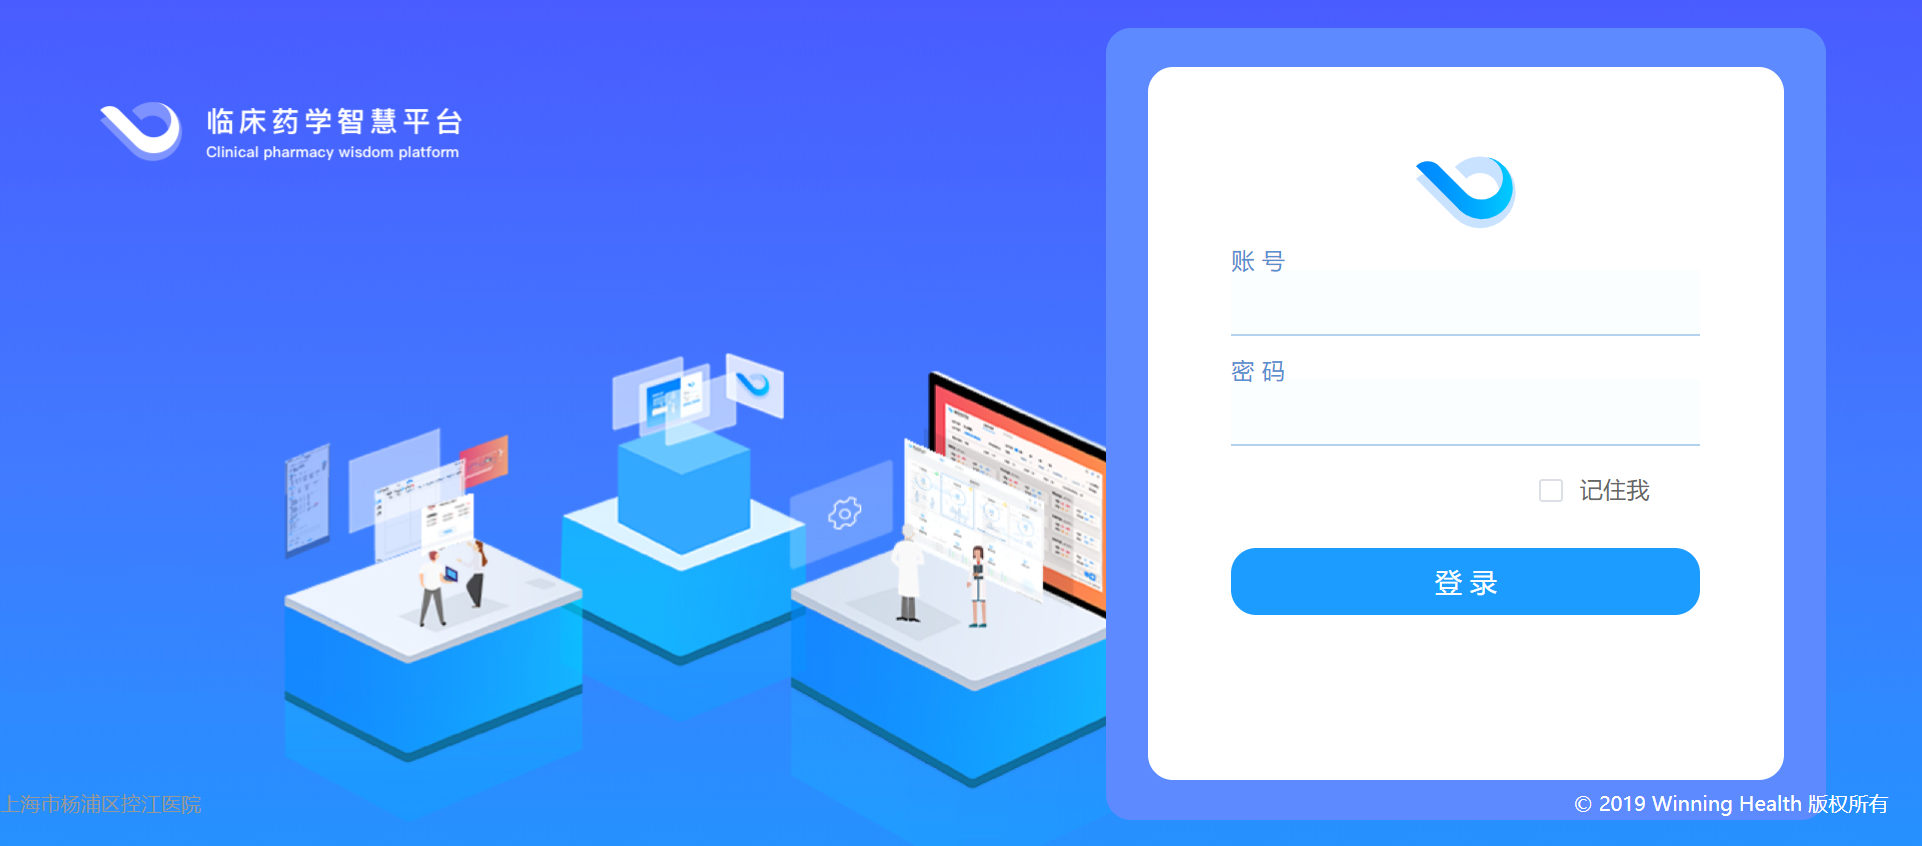 临床药学智慧平台
Clinical pharmacy wisdom platform
账 号
密 码
记住我
登 录
上海市杨浦区控江医院
© 2019 Winning Health 版权所有